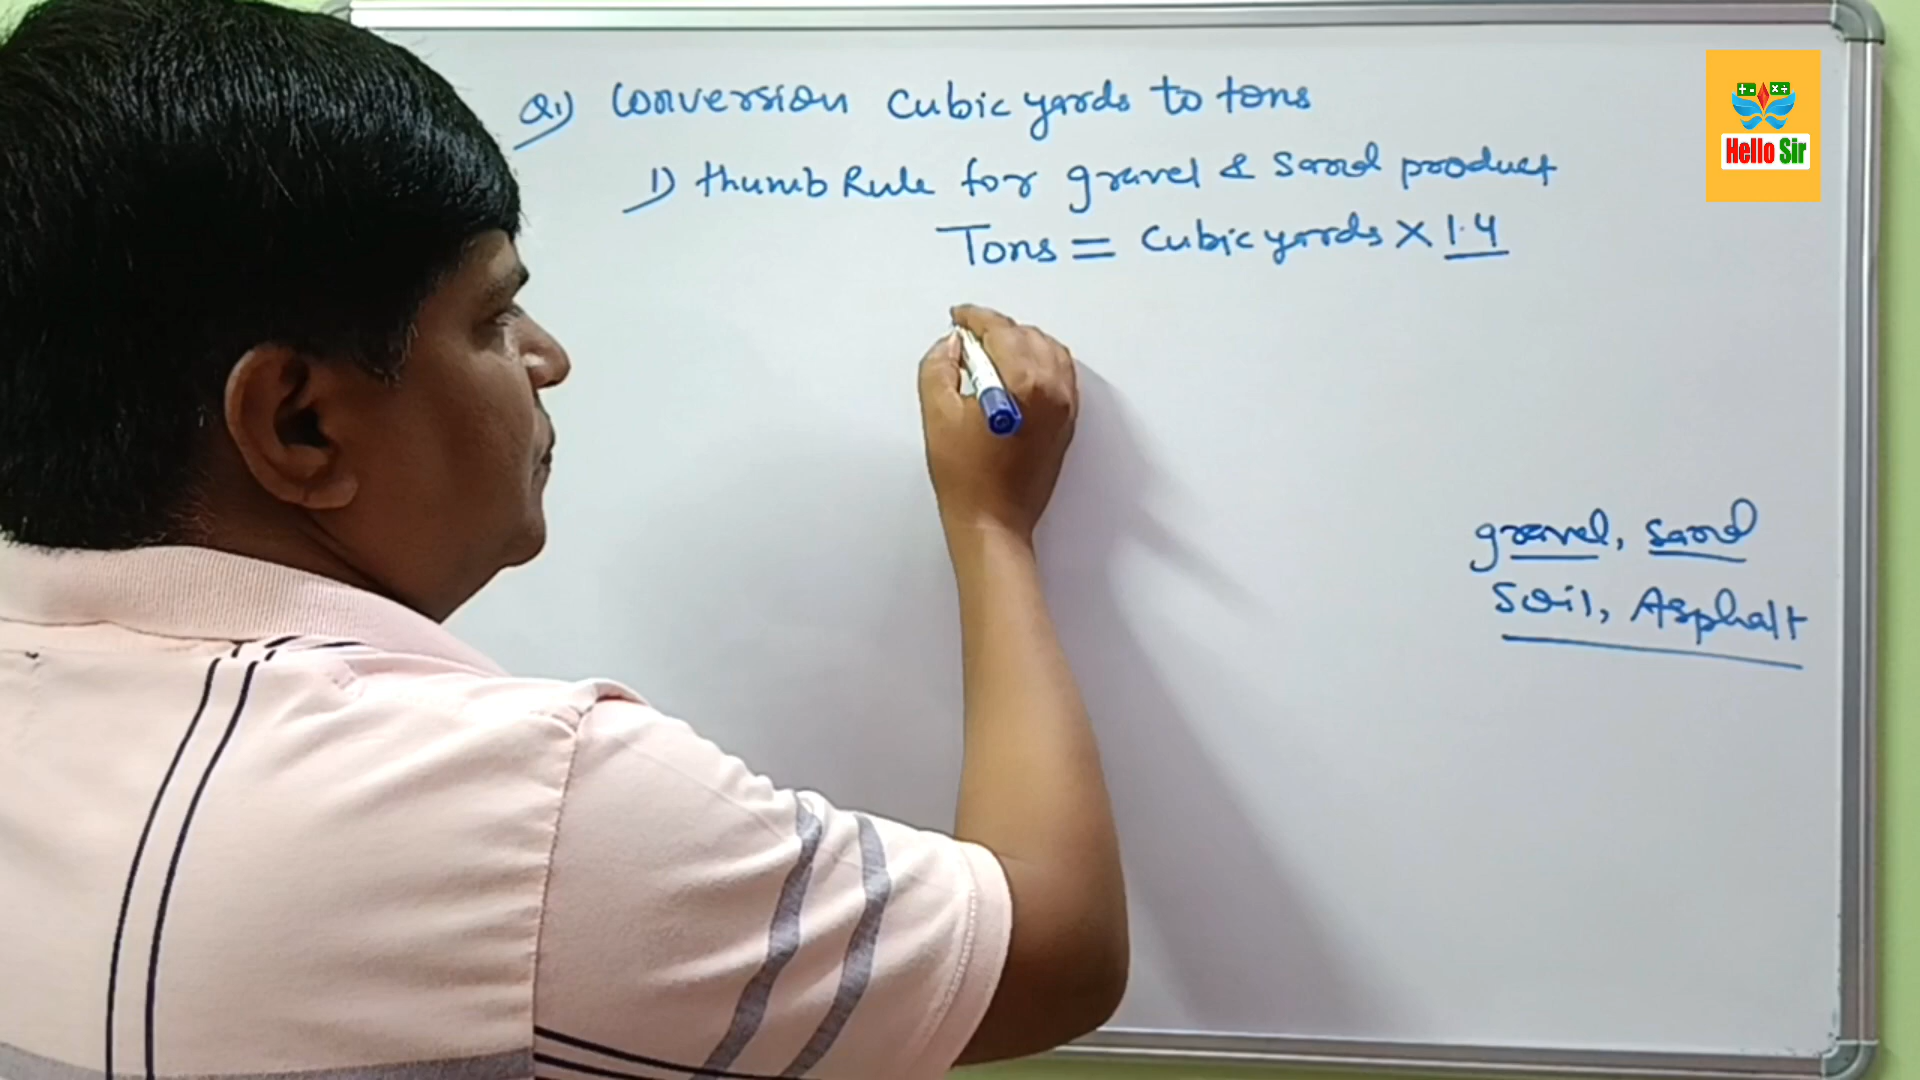 Q1) Conversion Cubic yards to tons
1) thumb Rule for gravel & Sand product
Tons = Cubic yards × 1.4
gravel, Sand
Soil, Asphalt
+ - × ÷
Hello Sir